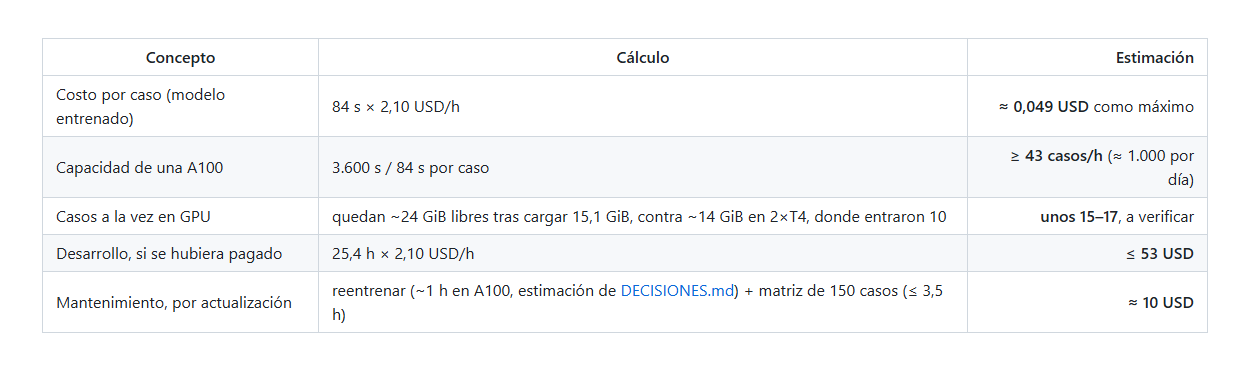 Concepto Cálculo Estimación
Costo por caso (modelo
entrenado)
84 s × 2,10 USD/h
≈ 0,049 USD como máximo
Capacidad de una A100
3.600 s / 84 s por caso
≥ 43 casos/h (≈ 1.000 por
día)
Casos a la vez en GPU
quedan ~24 GiB libres tras cargar 15,1 GiB, contra ~14 GiB en 2×T4, donde entraron 10
unos 15–17, a verificar
Desarrollo, si se hubiera pagado
25,4 h × 2,10 USD/h
≤ 53 USD
Mantenimiento, por actualización
reentrenar (~1 h en A100, estimación de DECISIONES.md) + matriz de 150 casos (≤ 3,5
h)
≈ 10 USD